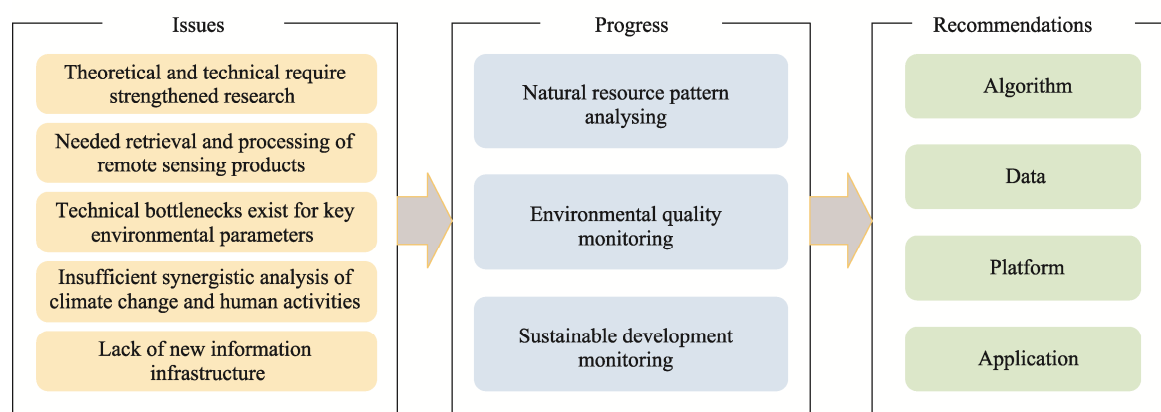 Issues
Theoretical and technical require
strengthened research
Needed retrieval and processing of
remote sensing products
Technical bottlenecks exist for key
environmental parameters
Insufficient synergistic analysis of
climate change and human activities
Lack of new information
infrastructure
Progress
Natural resource pattern
analysing
Environmental quality
monitoring
Sustainable development
monitoring
Recommendations
Algorithm
Data
Platform
Application